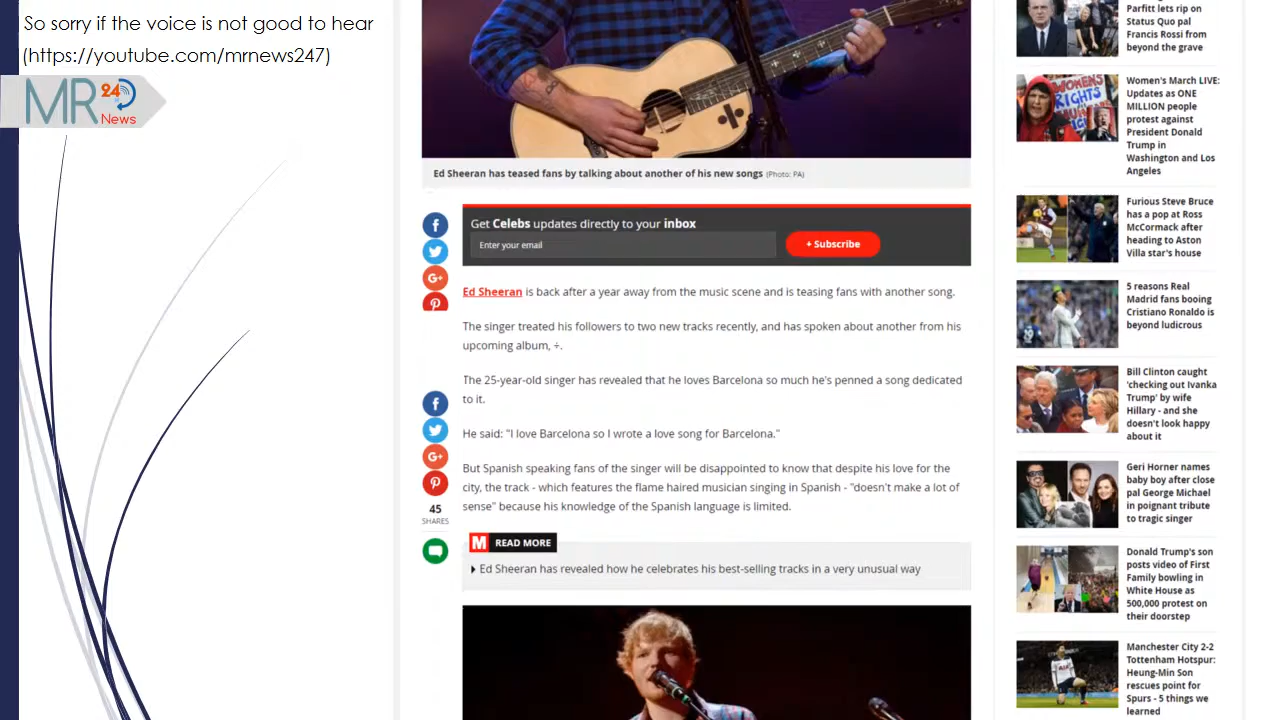 So sorry if the voice is not good to hear
(https://youtube.com/mrnews247)
MR 24
News
Ed Sheeran has teased fans by talking about another of his new songs (Photo: PA)
Get Celebs updates directly to your inbox
Enter your email
+ Subscribe
Ed Sheeran is back after a year away from the music scene and is teasing fans with another song.
The singer treated his followers to two new tracks recently, and has spoken about another from his
upcoming album, ÷.
The 25-year-old singer has revealed that he loves Barcelona so much he's penned a song dedicated
to it.
He said: "I love Barcelona so I wrote a love song for Barcelona."
But Spanish speaking fans of the singer will be disappointed to know that despite his love for the
city, the track - which features the flame haired musician singing in Spanish - "doesn't make a lot of
sense" because his knowledge of the Spanish language is limited.
45
SHARES
M READ MORE
Ed Sheeran has revealed how he celebrates his best-selling tracks in a very unusual way
Parfitt lets rip on
Status Quo pal
Francis Rossi from
beyond the grave
Women's March LIVE:
Updates as ONE
MILLION people
protest against
President Donald
Trump in
Washington and Los
Angeles
Furious Steve Bruce
has a pop at Ross
McCormack after
heading to Aston
Villa star's house
5 reasons Real
Madrid fans booing
Cristiano Ronaldo is
beyond ludicrous
Bill Clinton caught
'checking out Ivanka
Trump' by wife
Hillary - and she
doesn't look happy
about it
Geri Horner names
baby boy after close
pal George Michael
in poignant tribute
to tragic singer
Donald Trump's son
posts video of First
Family bowling in
White House as
500,000 protest on
their doorstep
Manchester City 2-2
Tottenham Hotspur:
Heung-Min Son
rescues point for
Spurs - 5 things we
learned